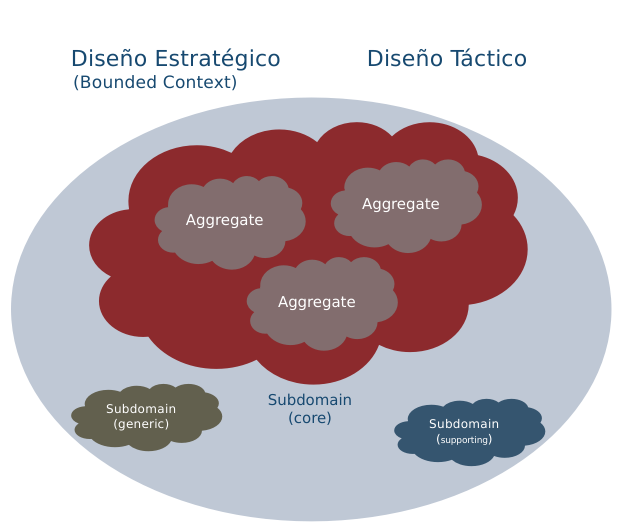 Diseño Estratégico
(Bounded Context)
Diseño Táctico
Aggregate
Aggregate
Aggregate
Subdomain
(core)
Subdomain
(generic)
Subdomain
(supporting)